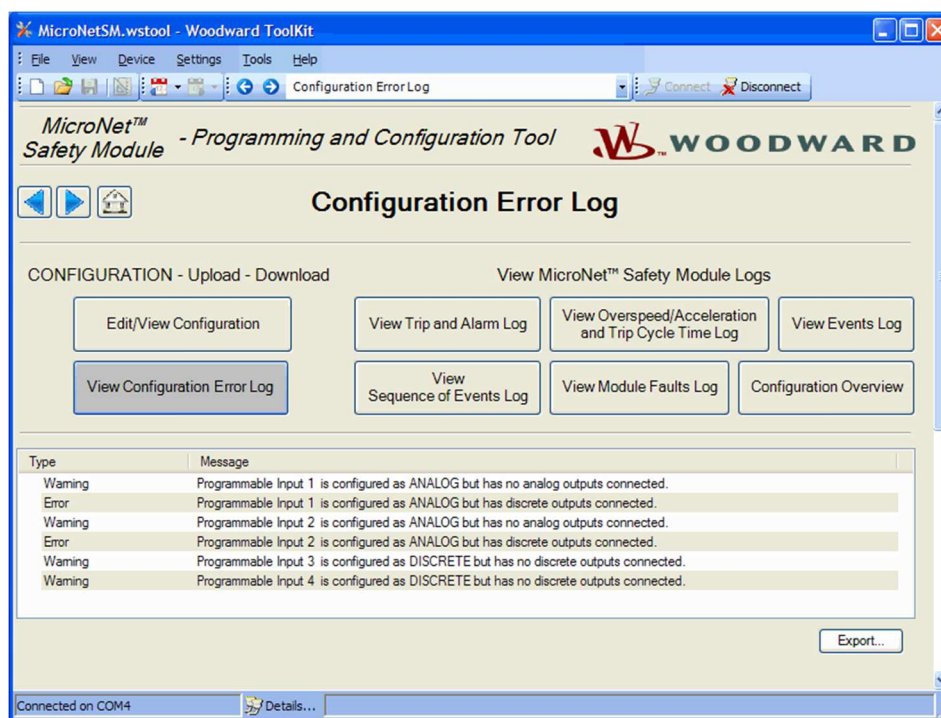 MicroNetSM.wstool - Woodward ToolKit
File View Device Settings Tools Help
Configuration Error Log Connect Disconnect
MicroNet™
Safety Module - Programming and Configuration Tool WOODWARD
Configuration Error Log
CONFIGURATION - Upload - Download
View MicroNet™ Safety Module Logs
Edit/View Configuration
View Trip and Alarm Log
View Overspeed/Acceleration
and Trip Cycle Time Log
View Events Log
View Configuration Error Log
View
Sequence of Events Log
View Module Faults Log
Configuration Overview
Type Message
Warning Programmable Input 1 is configured as ANALOG but has no analog outputs connected.
Error Programmable Input 1 is configured as ANALOG but has discrete outputs connected.
Warning Programmable Input 2 is configured as ANALOG but has no analog outputs connected.
Error Programmable Input 2 is configured as ANALOG but has discrete outputs connected.
Warning Programmable Input 3 is configured as DISCRETE but has no discrete outputs connected.
Warning Programmable Input 4 is configured as DISCRETE but has no discrete outputs connected.
Export...
Connected on COM4 Details...